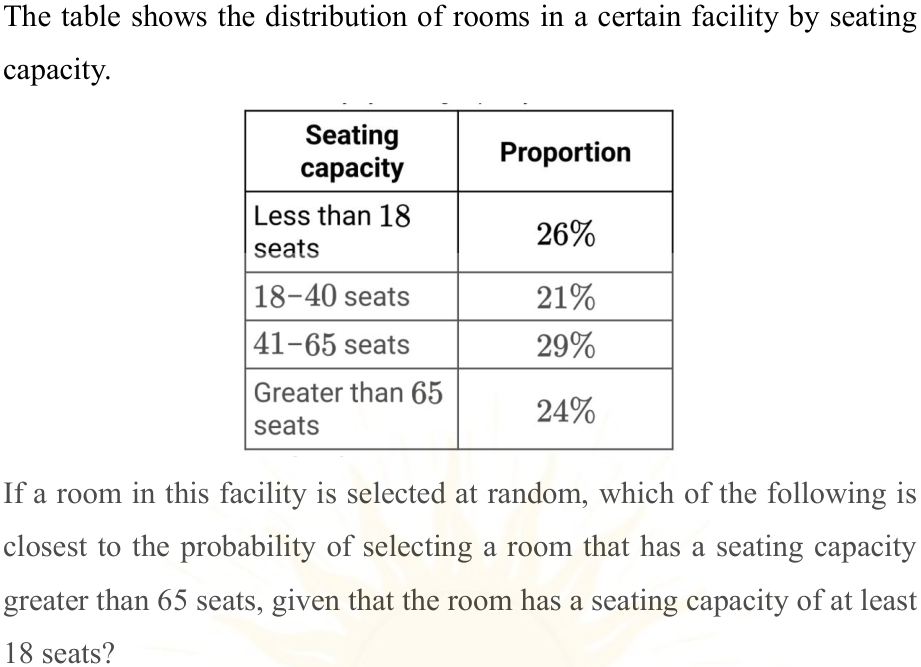 The table shows the distribution of rooms in a certain facility by seating
capacity.
Seating
capacity
Proportion
Less than 18
seats
26%
18−40 seats
21%
41−65 seats
29%
Greater than 65
seats
24%
If a room in this facility is selected at random, which of the following is
closest to the probability of selecting a room that has a seating capacity
greater than 65 seats, given that the room has a seating capacity of at least
18 seats?